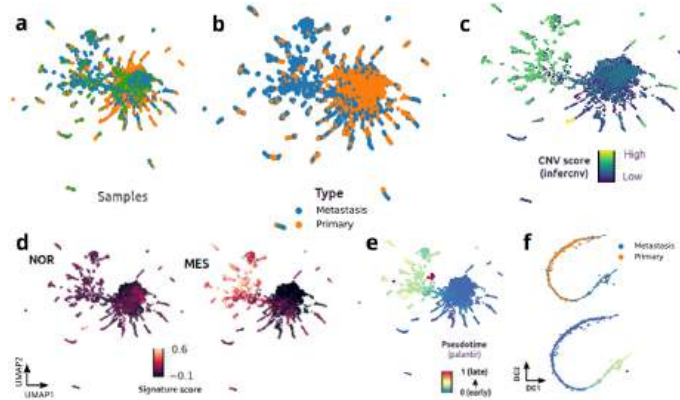 a
b
c
Samples
Type
Metastasis
Primary
CNV score
(infercnv)
High
Low
d
NOR
MES
0.6
−0.1
Signature score
UMAP2
UMAP1
e
Pseudotime
(palantir)
1 (late)
0 (early)
f
Metastasis
Primary
DC2
DC1